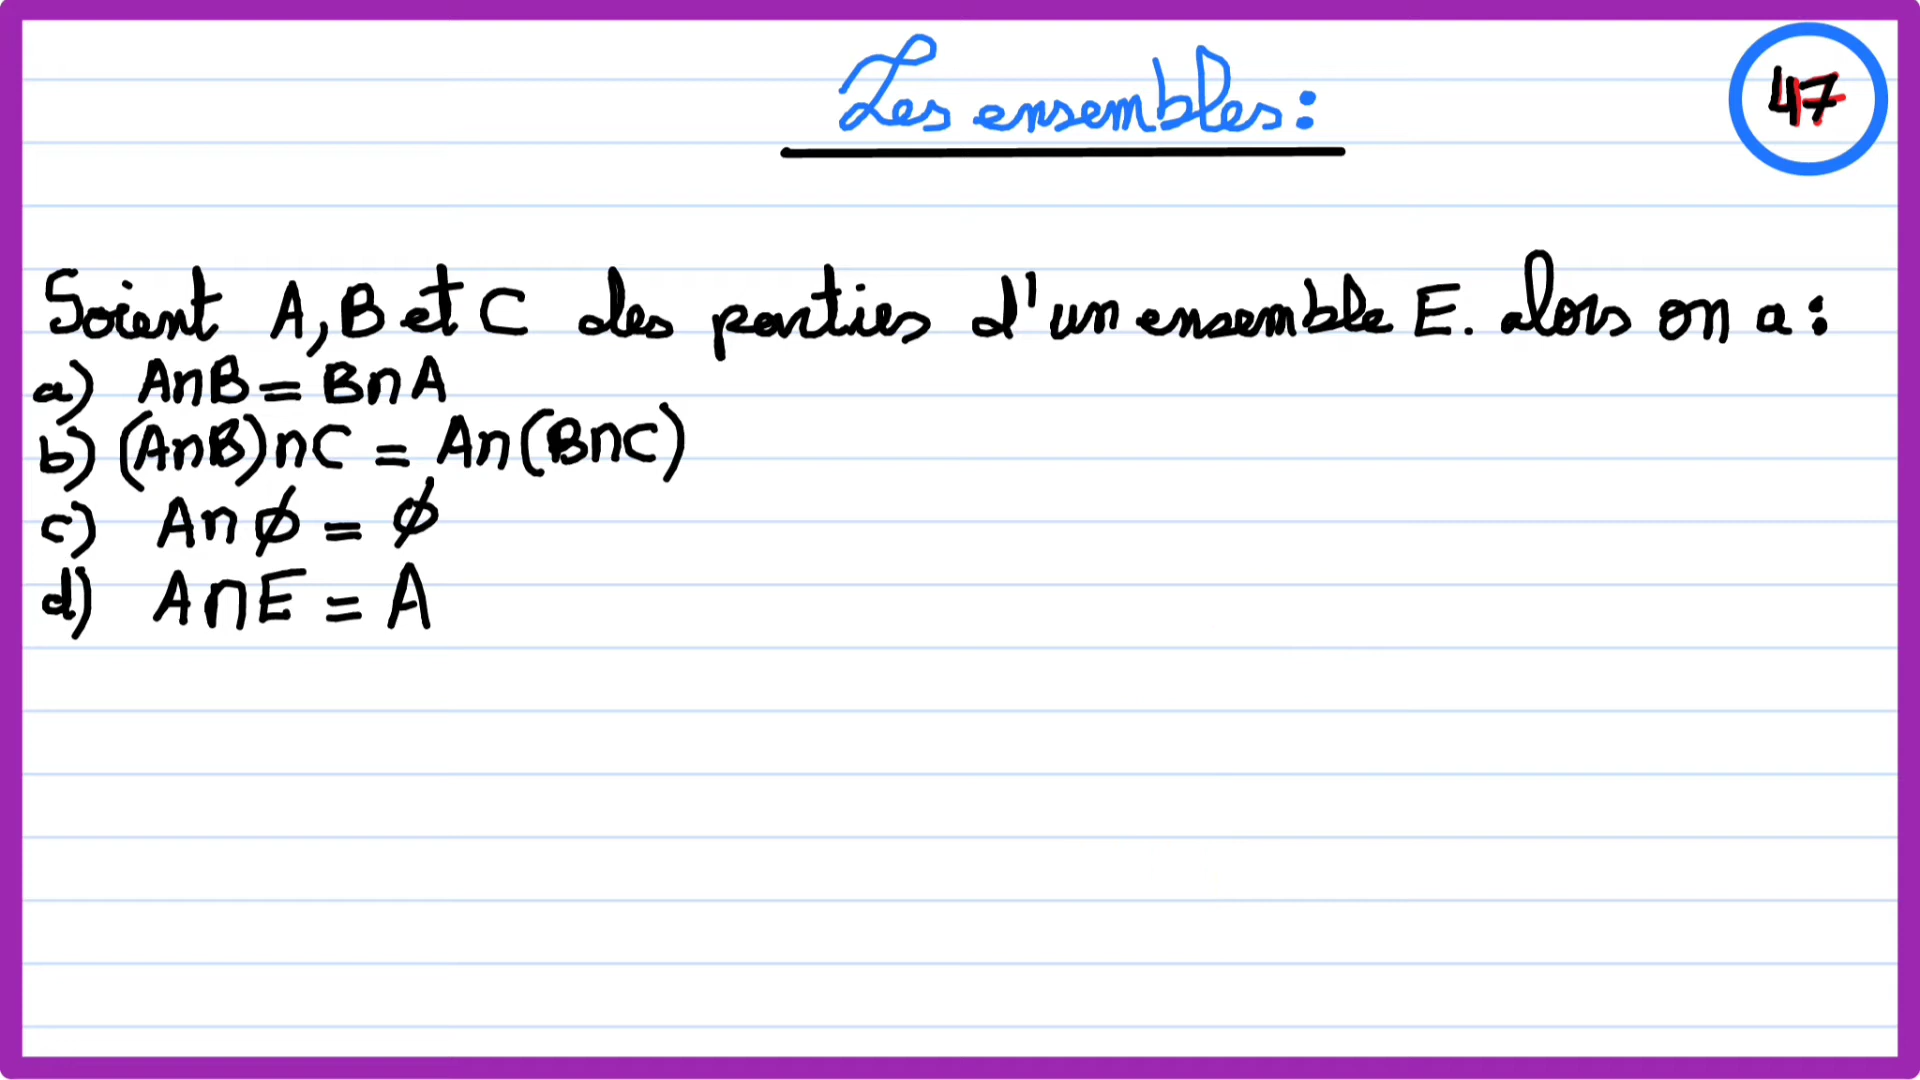 Les ensembles:
47
Soient A, B et C des parties d'un ensemble E. alors on a:
a) A∩B = B∩A
b) (A∩B)∩C = A∩(B∩C)
c) A∩∅ = ∅
d) A∩E = A